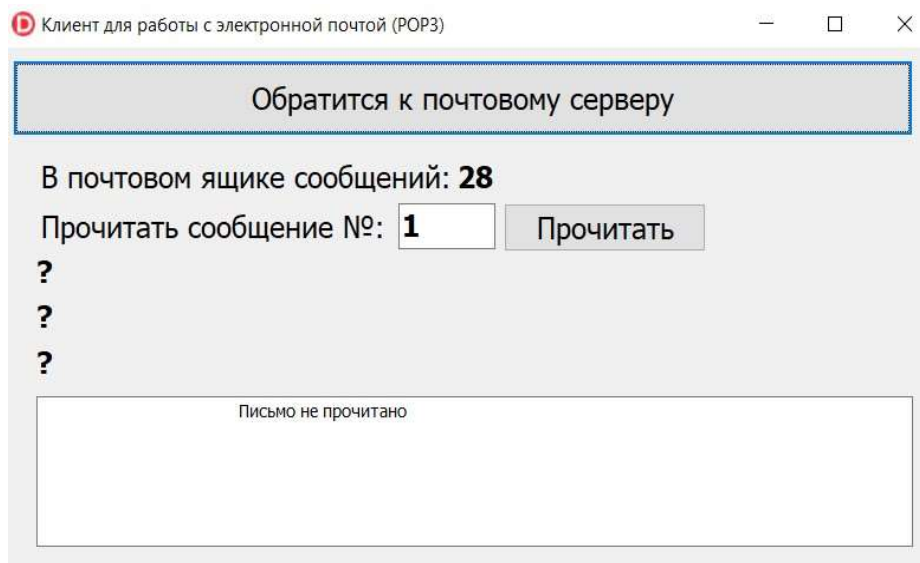 Клиент для работы с электронной почтой (POP3)
Обратится к почтовому серверу
В почтовом ящике сообщений: 28
Прочитать сообщение №: 1 Прочитать
?
?
?
Письмо не прочитано